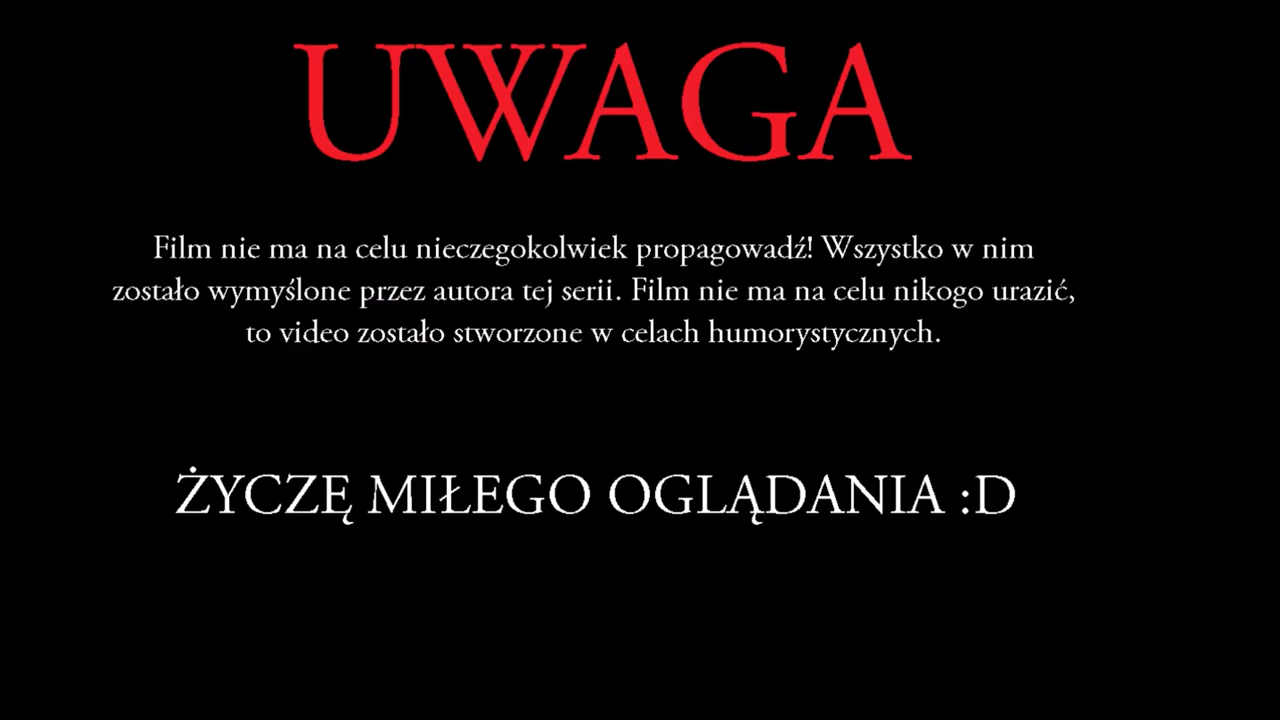 UWAGA
Film nie ma na celu nieczegokolwiek propagowadź! Wszystko w nim
zostało wymyślone przez autora tej serii. Film nie ma na celu nikogo urazić,
to video zostało stworzone w celach humorystycznych.
ŻYCZĘ MIŁEGO OGLĄDANIA :D